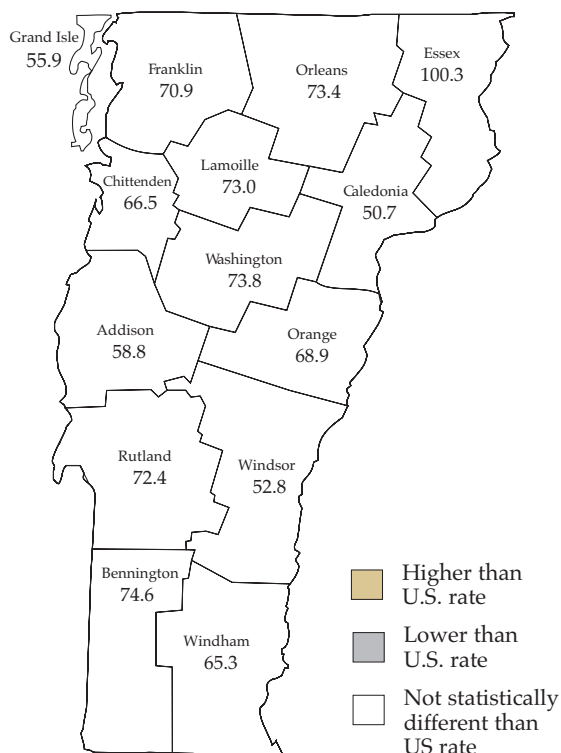 Grand Isle
55.9
Franklin
70.9
Orleans
73.4
Essex
100.3
Lamoille
73.0
Chittenden
66.5
Caledonia
50.7
Washington
73.8
Addison
58.8
Orange
68.9
Rutland
72.4
Windsor
52.8
Bennington
74.6
Windham
65.3
Higher than
U.S. rate
Lower than
U.S. rate
Not statistically
different than
US rate